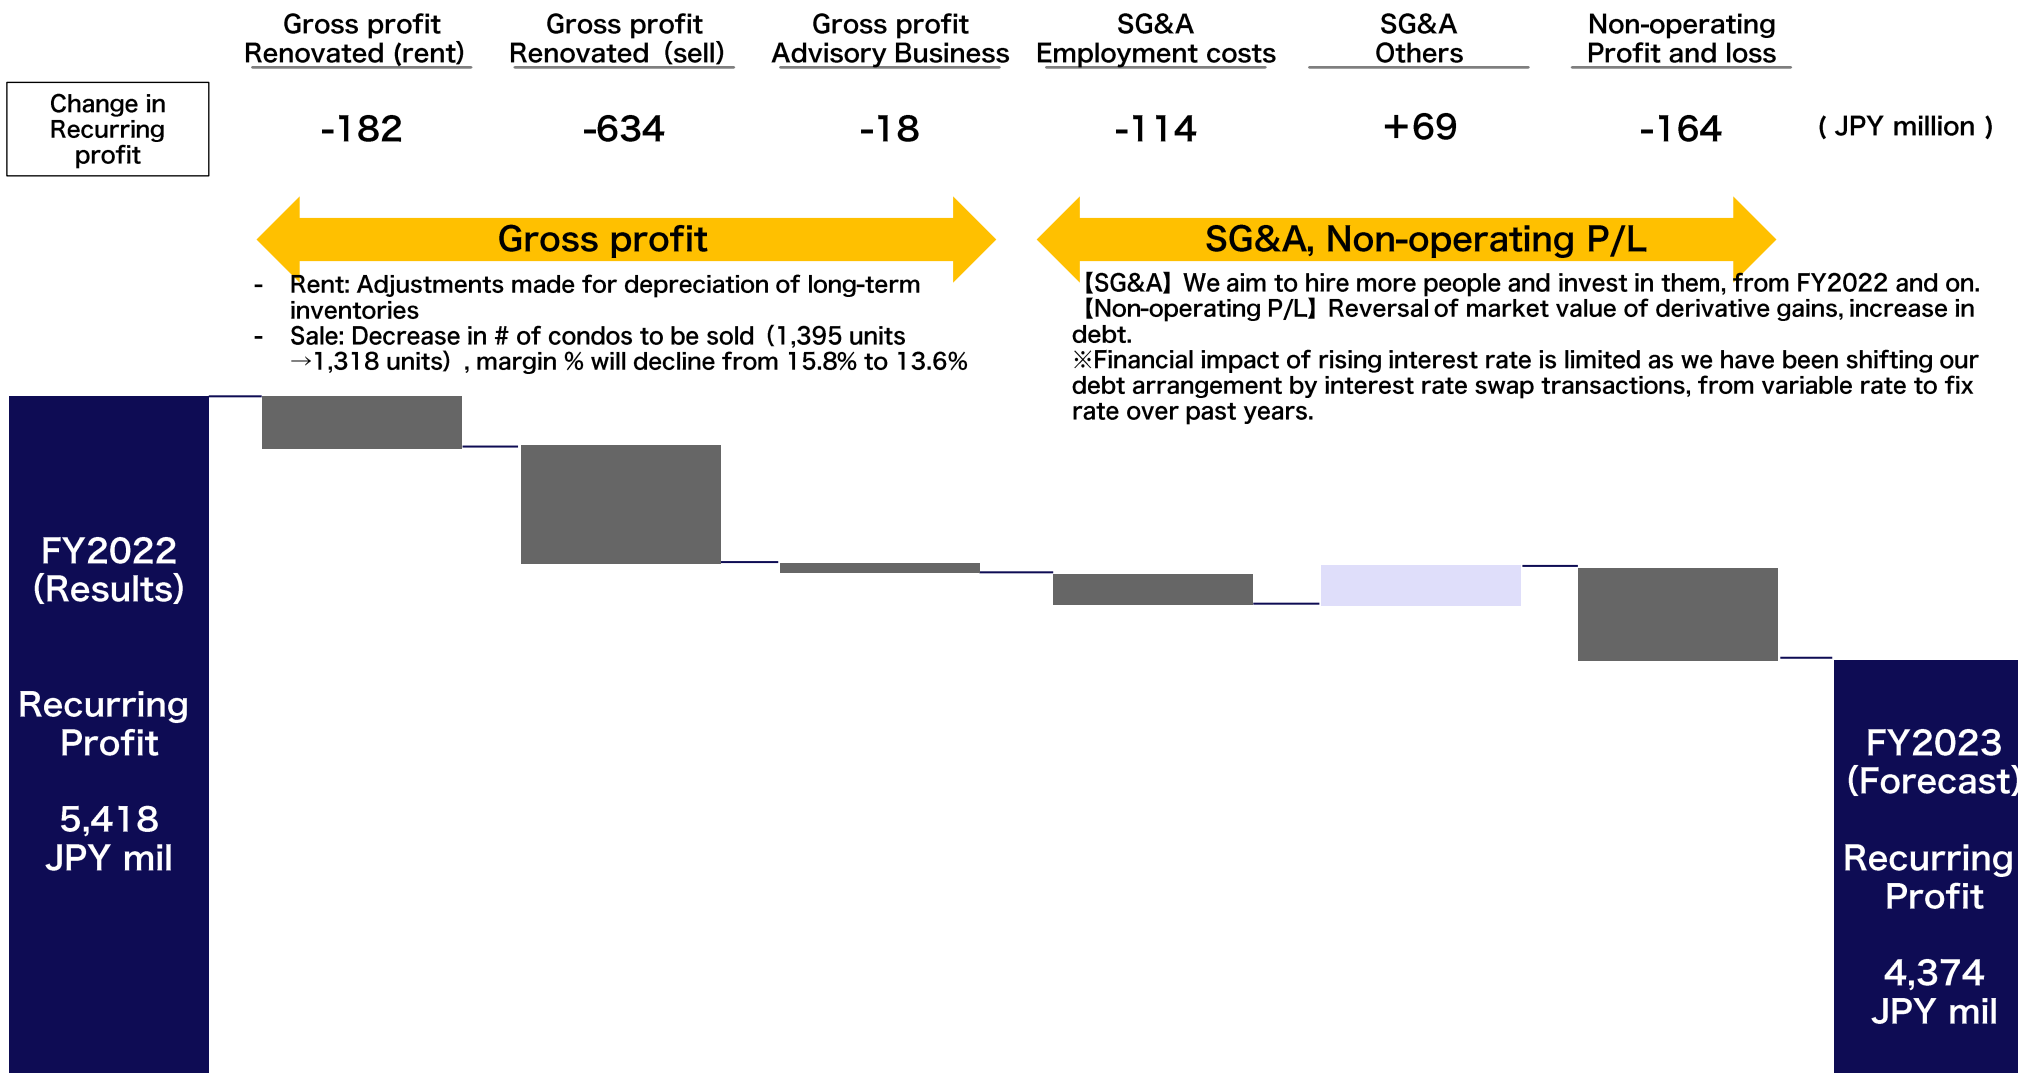 Gross profit
Renovated (rent)
Gross profit
Renovated (sell)
Gross profit
Advisory Business
SG&A
Employment costs
SG&A
Others
Non-operating
Profit and loss
Change in
Recurring
profit
-182
-634
-18
-114
+69
-164
( JPY million )
Gross profit
SG&A, Non-operating P/L
- Rent: Adjustments made for depreciation of long-term
inventories
- Sale: Decrease in # of condos to be sold (1,395 units
→1,318 units) , margin % will decline from 15.8% to 13.6%
【SG&A】We aim to hire more people and invest in them, from FY2022 and on.
【Non-operating P/L】Reversal of market value of derivative gains, increase in
debt.
※Financial impact of rising interest rate is limited as we have been shifting our
debt arrangement by interest rate swap transactions, from variable rate to fix
rate over past years.
FY2022
(Results)
Recurring
Profit
5,418
JPY mil
FY2023
(Forecast)
Recurring
Profit
4,374
JPY mil